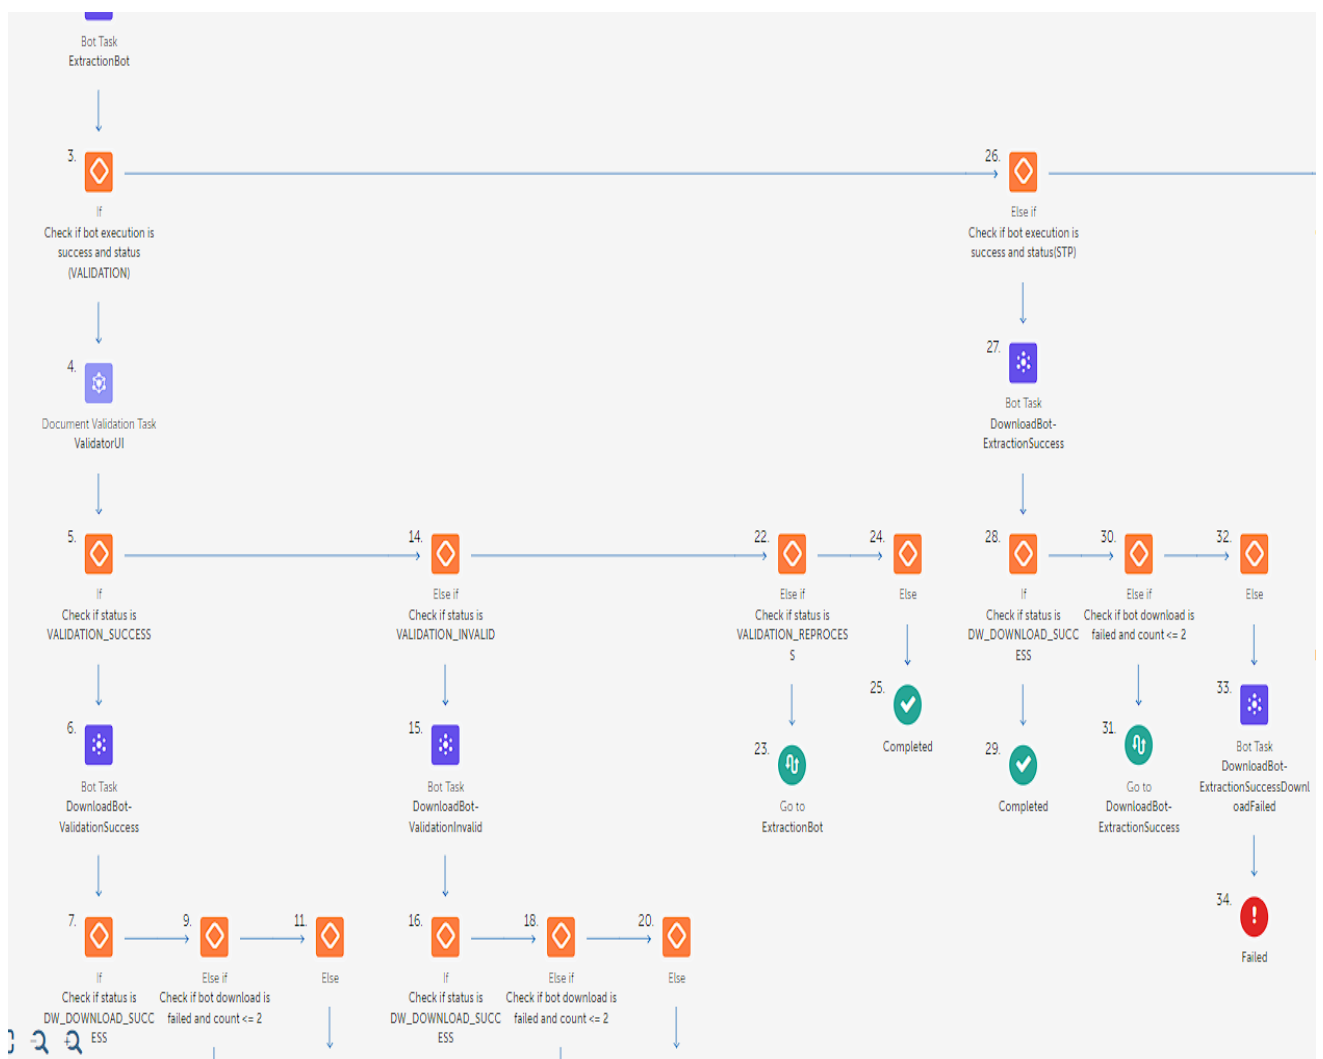 Bot Task
ExtractionBot
3.
If
Check if bot execution is
success and status
(VALIDATION)
26.
Else if
Check if bot execution is
success and status(STP)
4.
Document Validation Task
ValidatorUI
27.
Bot Task
DownloadBot-
ExtractionSuccess
5.
If
Check if status is
VALIDATION_SUCCESS
14.
Else if
Check if status is
VALIDATION_INVALID
22.
Else if
Check if status is
VALIDATION_REPROCES
S
24.
Else
28.
If
Check if status is
DW_DOWNLOAD_SUCC
ESS
30.
Else if
Check if bot download is
failed and count <= 2
32.
Else
6.
Bot Task
DownloadBot-
ValidationSuccess
15.
Bot Task
DownloadBot-
ValidationInvalid
23.
Go to
ExtractionBot
25.
Completed
29.
Completed
31.
Go to
DownloadBot-
ExtractionSuccess
33.
Bot Task
DownloadBot-
ExtractionSuccessDownl
oadFailed
7.
If
Check if status is
DW_DOWNLOAD_SUCC
ESS
9.
Else if
Check if bot download is
failed and count <= 2
11.
Else
16.
If
Check if status is
DW_DOWNLOAD_SUCC
ESS
18.
Else if
Check if bot download is
failed and count <= 2
20.
Else
34.
Failed